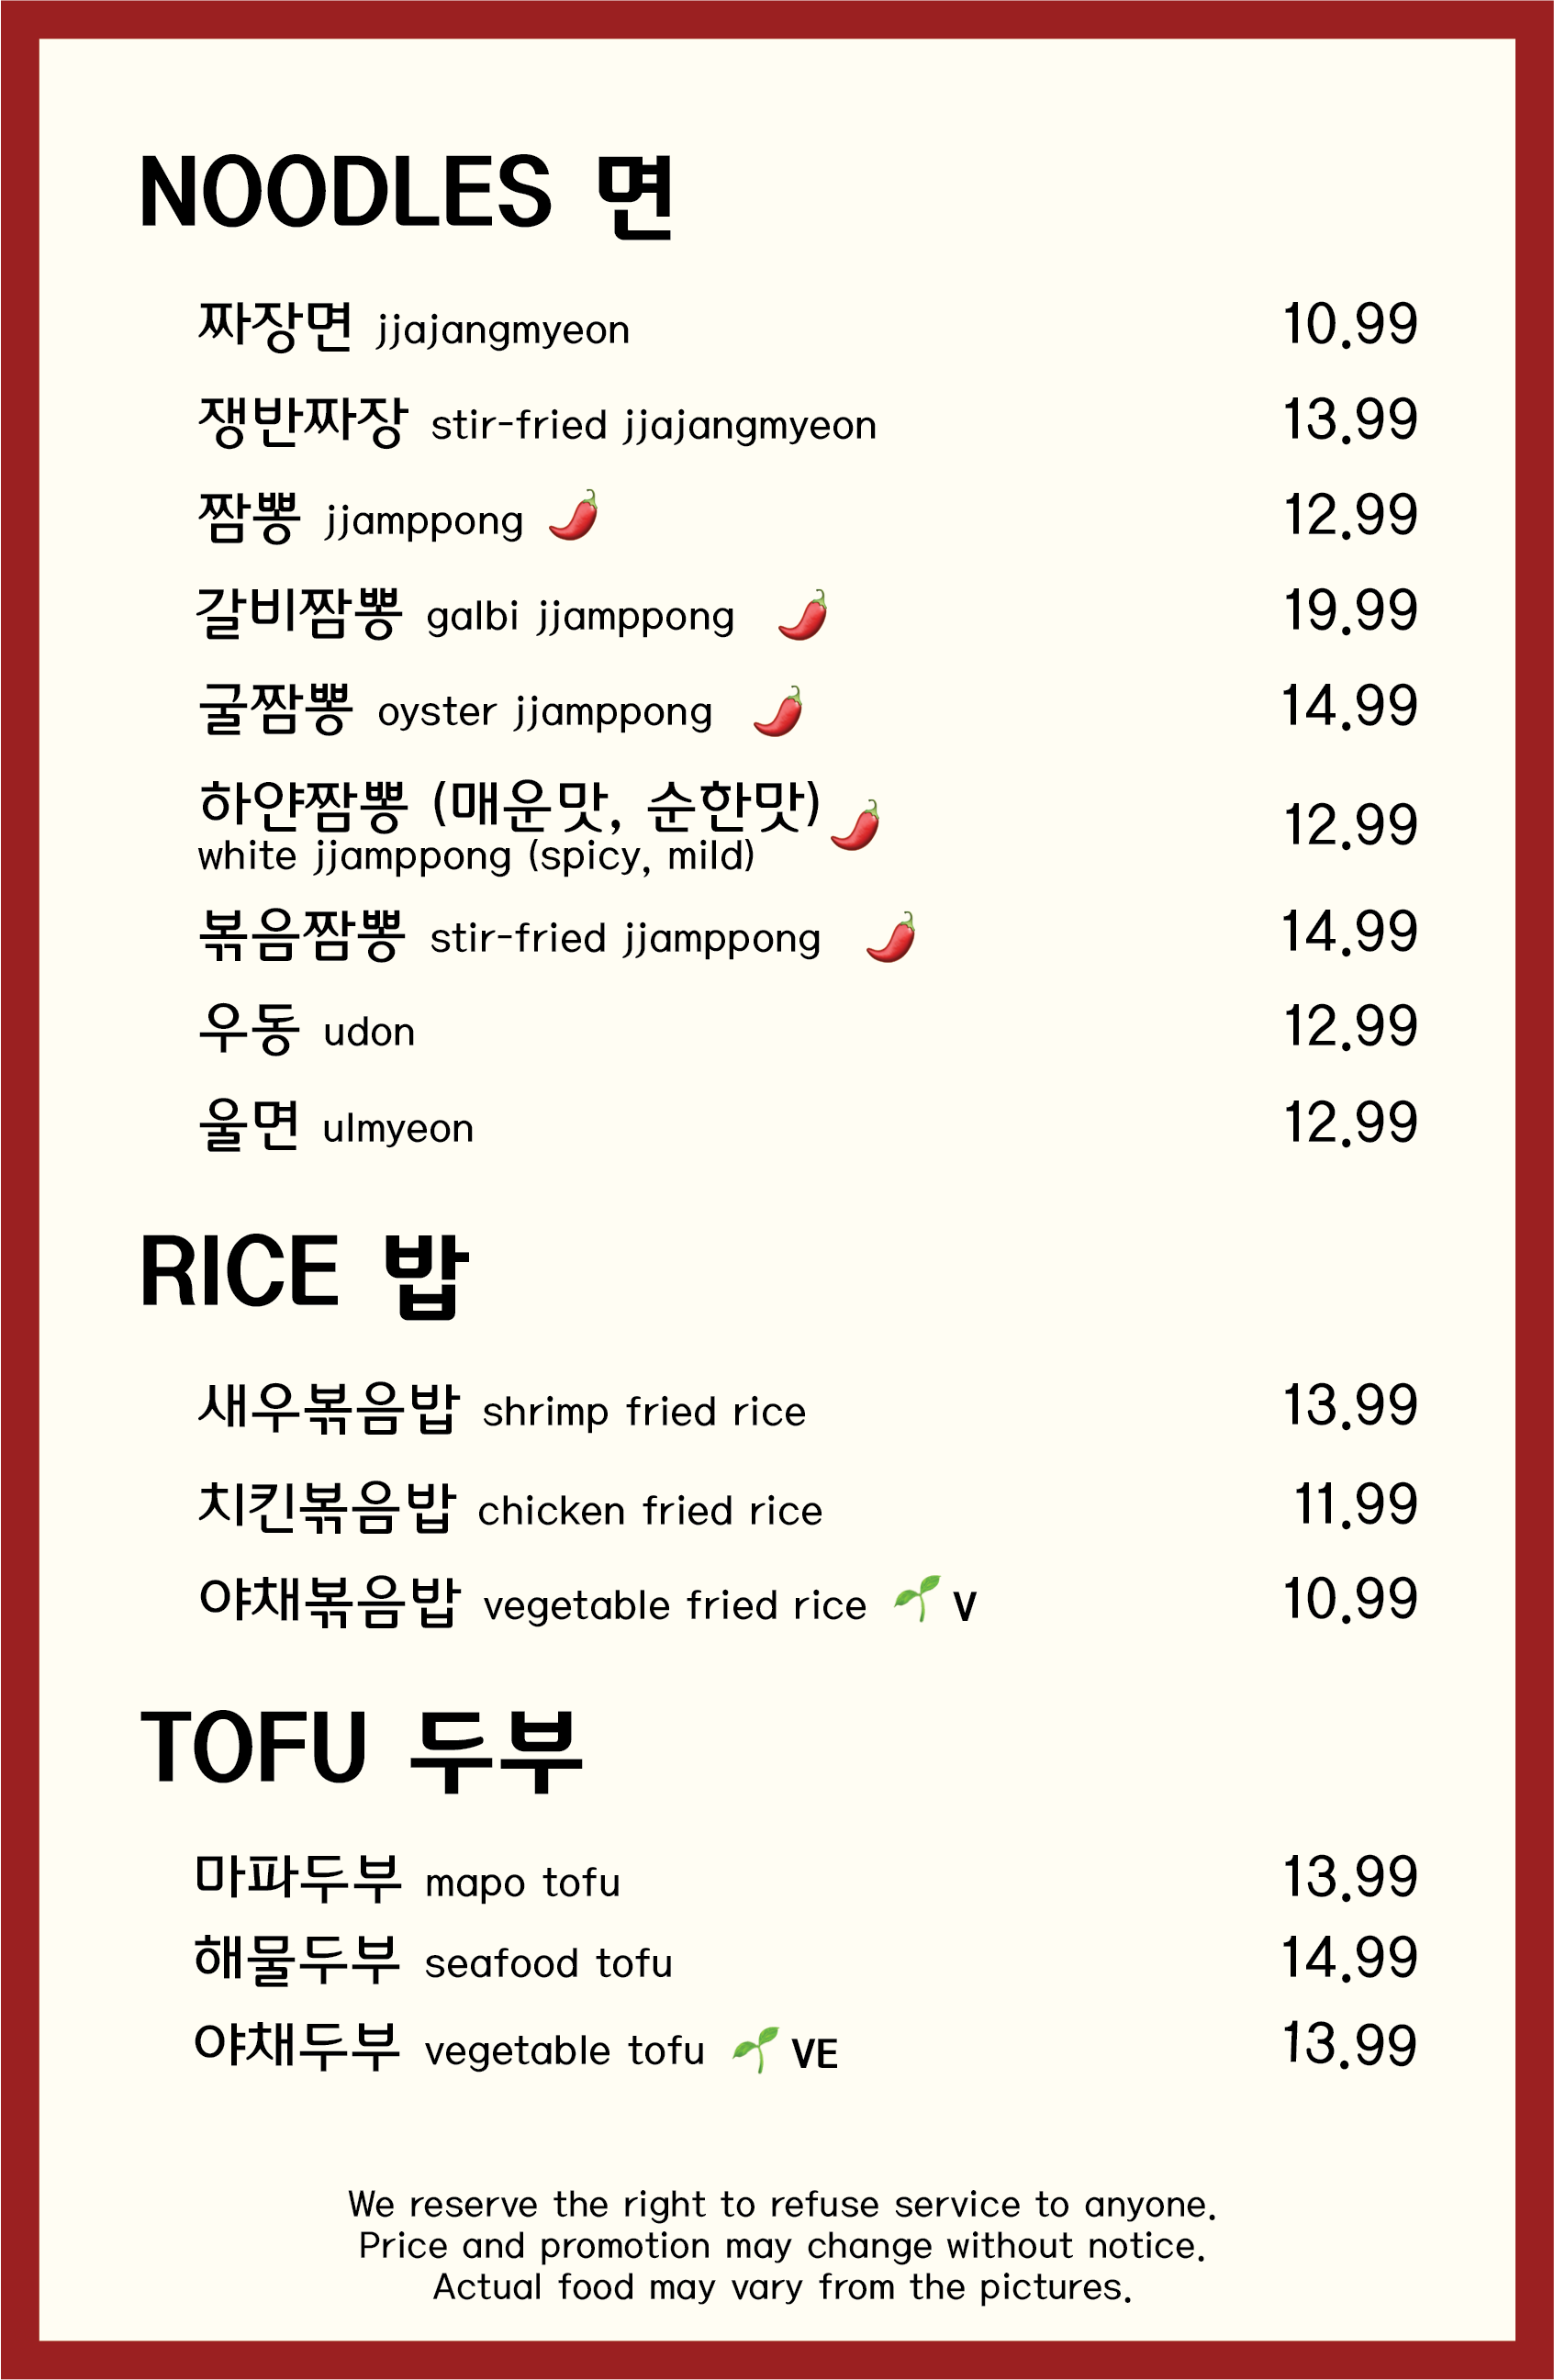 NOODLES 면
짜장면 jjajangmyeon 10.99
쟁반짜장 stir-fried jjajangmyeon 13.99
짬뽕 jjamppong 12.99
갈비짬뽕 galbi jjamppong 19.99
굴짬뽕 oyster jjamppong 14.99
하얀짬뽕 (매운맛, 순한맛) 12.99
white jjamppong (spicy, mild)
볶음짬뽕 stir-fried jjamppong 14.99
우동 udon 12.99
울면 ulmyeon 12.99
RICE 밥
새우볶음밥 shrimp fried rice 13.99
치킨볶음밥 chicken fried rice 11.99
야채볶음밥 vegetable fried rice V 10.99
TOFU 두부
마파두부 mapo tofu 13.99
해물두부 seafood tofu 14.99
야채두부 vegetable tofu VE 13.99
We reserve the right to refuse service to anyone.
Price and promotion may change without notice.
Actual food may vary from the pictures.